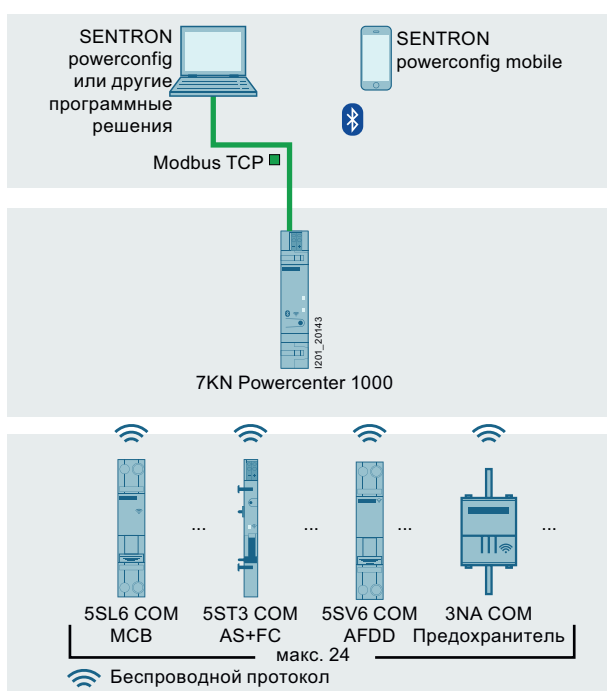 SENTRON
powerconfig
или другие
программные
решения
SENTRON
powerconfig mobile
Modbus TCP
I201_20143
7KN Powercenter 1000
... ... ... ...
5SL6 COM 5ST3 COM 5SV6 COM 3NA COM
MCB AS+FC AFDD Предохранитель
макс. 24
Беспроводной протокол